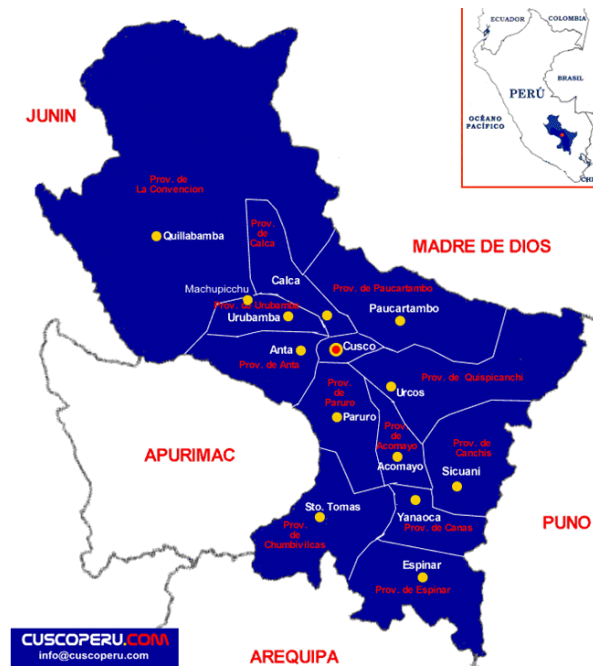 ECUADOR
COLOMBIA
PERÚ
BRASIL
OCÉANO
PACÍFICO
JUNIN
Prov. de
La Convencion
Quillabamba
Prov.
de
Calca
MADRE DE DIOS
Calca
Machupicchu
Prov. de Urubamba
Urubamba
Prov. de Paucartambo
Paucartambo
Anta
Prov. de Anta
Cusco
Prov. de Quispicanchi
Urcos
Prov.
de
Paruro
Paruro
Prov.
de
Acomayo
Acomayo
Prov.
de
Canchis
Sicuani
APURIMAC
Sto. Tomas
Prov.
de
Chumbivilcas
Yanaoca
Prov. de Canas
PUNO
Espinar
Prov. de Espinar
CUSCOPERU.COM
info@cuscoperu.com
AREQUIPA